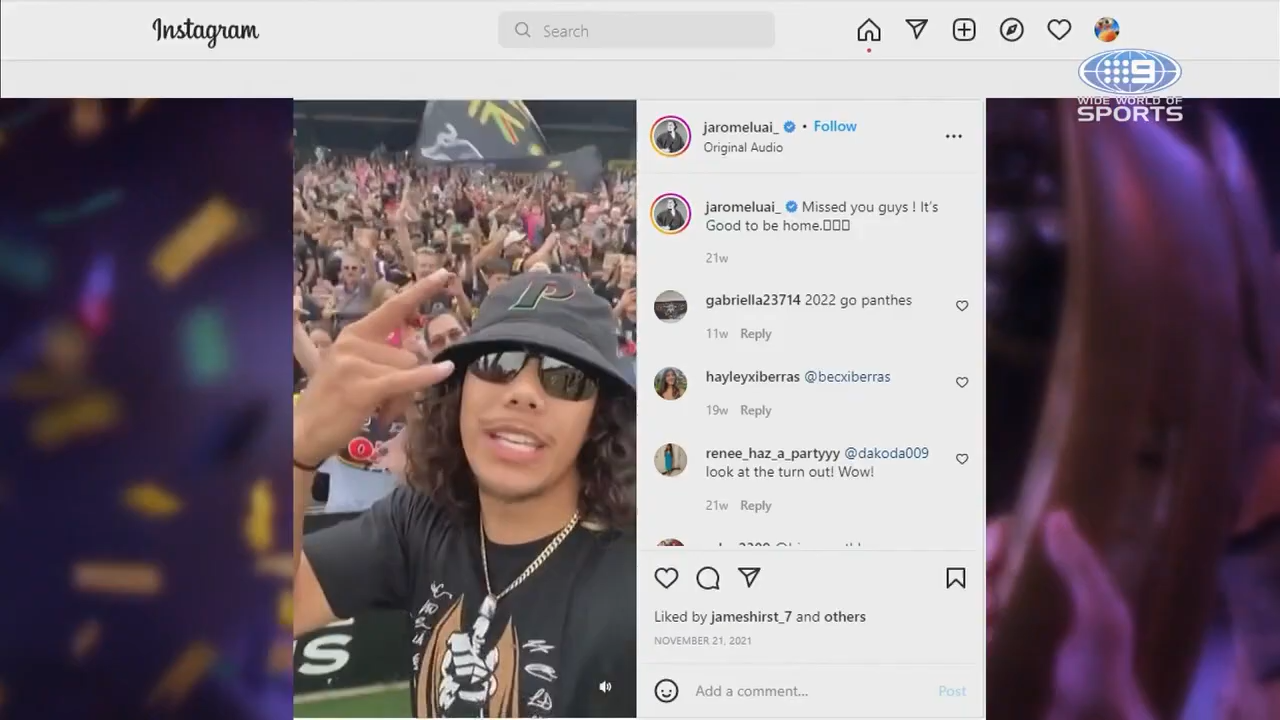 Instagram
Search
9
WIDE WORLD OF
SPORTS
jaromeluai_ • Follow
Original Audio
jaromeluai_ Missed you guys ! It's
Good to be home.
21w
gabriella23714 2022 go panthes
11w Reply
hayleyxiberras @becxiberras
19w Reply
renee_haz_a_partyyy @dakoda009
look at the turn out! Wow!
21w Reply
Liked by jameshirst_7 and others
NOVEMBER 21, 2021
Add a comment... Post
P
S